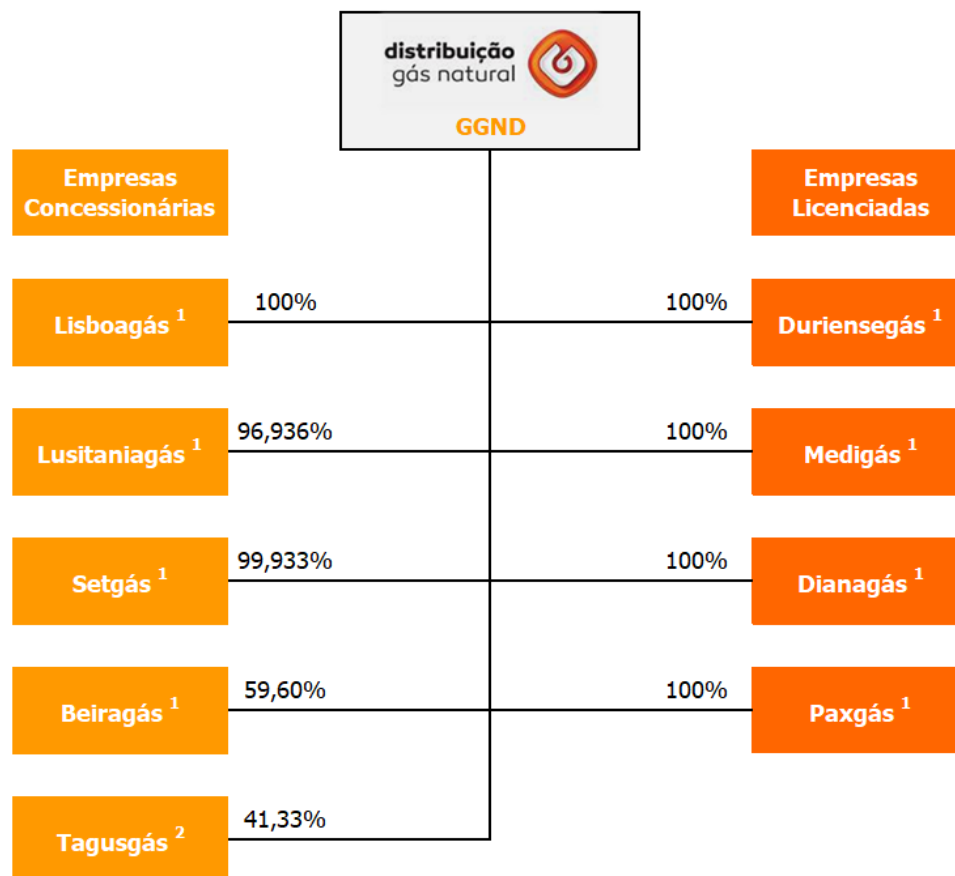 distribuição
gás natural
GGND
Empresas
Concessionárias
Empresas
Licenciadas
Lisboagás ¹
100%
100%
Duriensegás ¹
Lusitaniagás ¹
96,936%
100%
Medigás ¹
Setgás ¹
99,933%
100%
Dianagás ¹
Beiragás ¹
59,60%
100%
Paxgás ¹
Tagusgás ²
41,33%